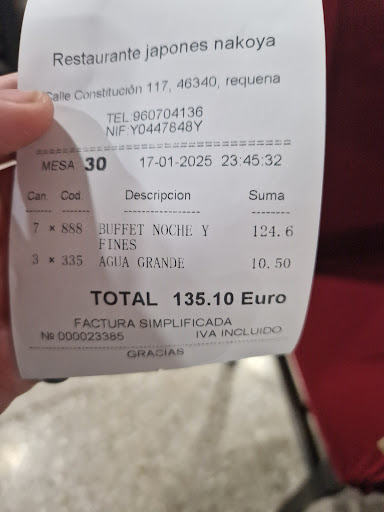 Restaurante japones nakoya
Calle Constitución 117, 46340, requena
TEL:960704136
NIF:Y0447848Y
MESA 30 17-01-2025 23:45:32
Can. Cod. Descripcion Suma
7 × 888 BUFFET NOCHE Y 124.6
FINES
3 × 335 AGUA GRANDE 10.50
TOTAL 135.10 Euro
FACTURA SIMPLIFICADA
№ 000023385 IVA INCLUIDO
GRACIAS